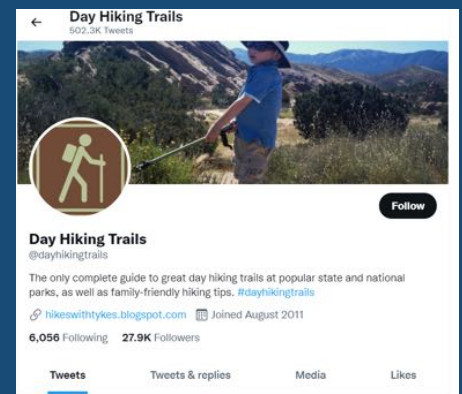 Day Hiking Trails
502.3K Tweets
Follow
Day Hiking Trails
@dayhikingtrails
The only complete guide to great day hiking trails at popular state and national
parks, as well as family-friendly hiking tips. #dayhikingtrails
hikeswithtykes.blogspot.com Joined August 2011
6,056 Following 27.9K Followers
Tweets Tweets & replies Media Likes